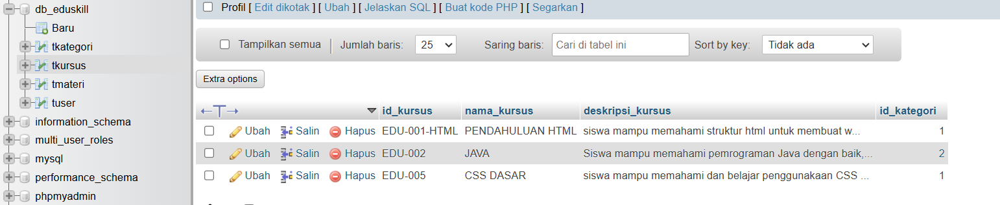 db_eduskill
Baru
tkategori
tkursus
tmateri
tuser
information_schema
multi_user_roles
mysql
performance_schema
phpmyadmin
Profil [ Edit dikotak ] [ Ubah ] [ Jelaskan SQL ] [ Buat kode PHP ] [ Segarkan ]
Tampilkan semua Jumlah baris: 25 Saring baris: Cari di tabel ini Sort by key: Tidak ada
Extra options
id_kursus nama_kursus deskripsi_kursus id_kategori
Ubah Salin Hapus EDU-001-HTML PENDAHULUAN HTML siswa mampu memahami struktur html untuk membuat w... 1
Ubah Salin Hapus EDU-002 JAVA Siswa mampu memahami pemrograman Java dengan baik,... 2
Ubah Salin Hapus EDU-005 CSS DASAR siswa mampu memahami dan belajar penggunakaan CSS ... 1